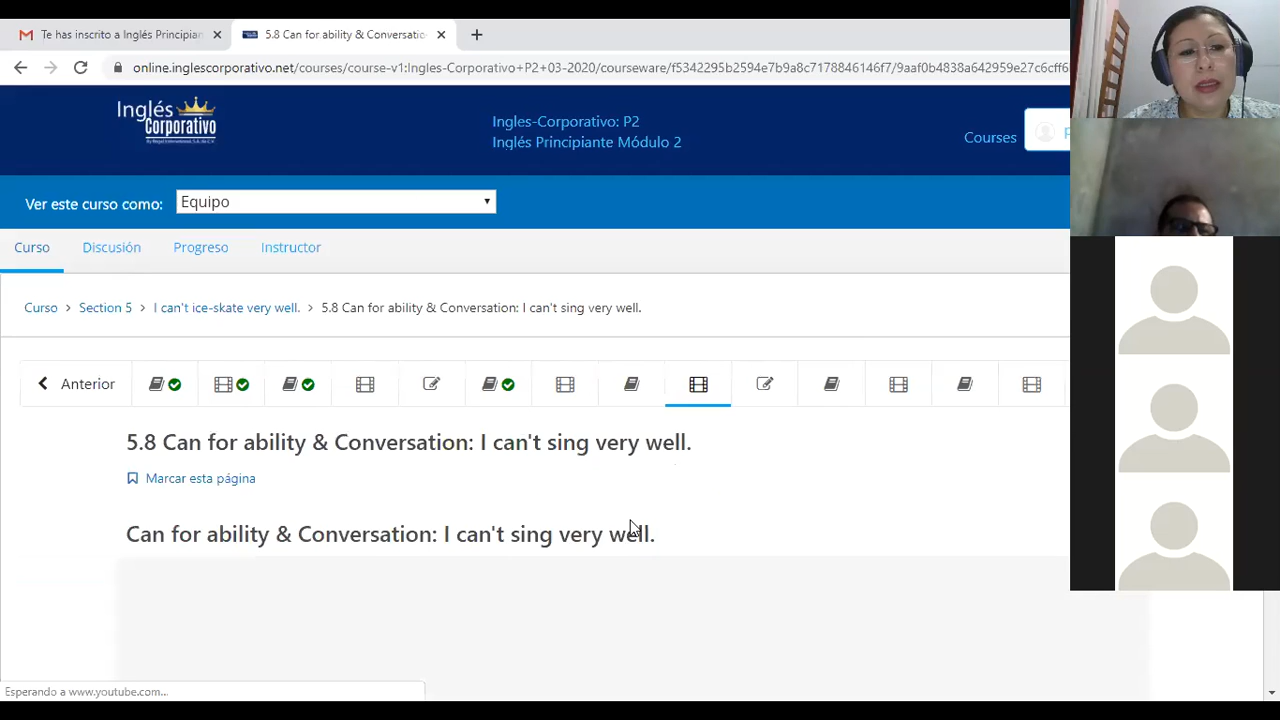 Te has inscrito a Inglés Principian
5.8 Can for ability & Conversatio
online.inglescorporativo.net/courses/course-v1:Ingles-Corporativo+P2+03-2020/courseware/f5342295b2594e7b9a8c7178846146f7/9aaf0b4838a642959e27c6cff6
Inglés
Corporativo
Ingles-Corporativo: P2
Inglés Principiante Módulo 2
Courses
Ver este curso como:
Equipo
Curso
Discusión
Progreso
Instructor
Curso > Section 5 > I can't ice-skate very well. > 5.8 Can for ability & Conversation: I can't sing very well.
Anterior
5.8 Can for ability & Conversation: I can't sing very well.
Marcar esta página
Can for ability & Conversation: I can't sing very well.
Esperando a www.youtube.com...